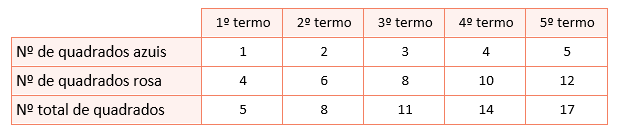 1º termo 2º termo 3º termo 4º termo 5º termo
Nº de quadrados azuis 1 2 3 4 5
Nº de quadrados rosa 4 6 8 10 12
Nº total de quadrados 5 8 11 14 17